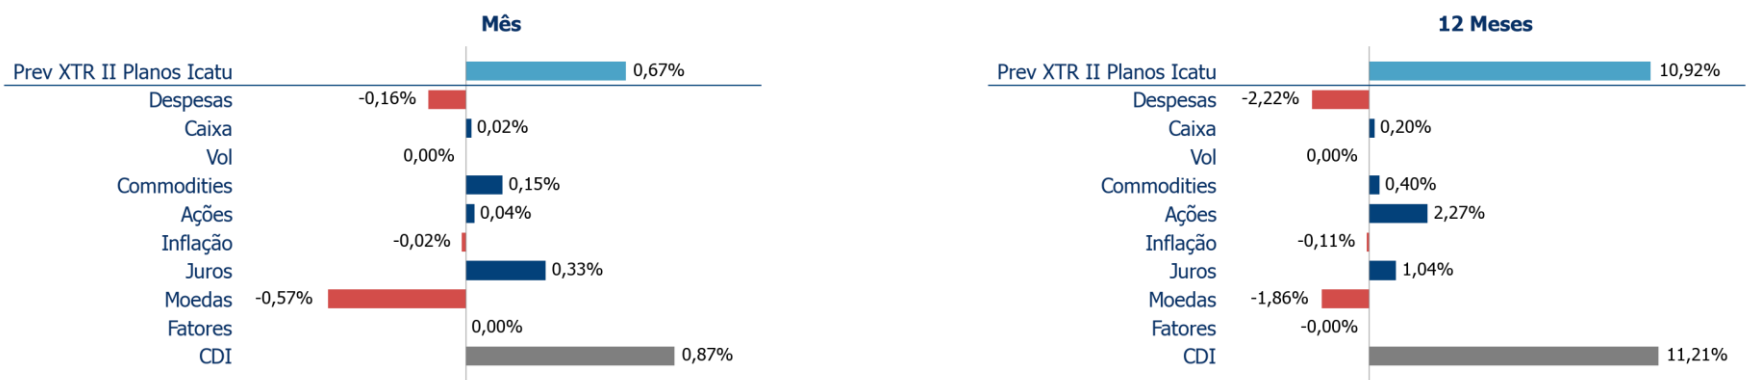 Mês
Prev XTR II Planos Icatu 0,67%
Despesas -0,16%
Caixa 0,02%
Vol 0,00%
Commodities 0,15%
Ações 0,04%
Inflação -0,02%
Juros 0,33%
Moedas -0,57%
Fatores 0,00%
CDI 0,87%
12 Meses
Prev XTR II Planos Icatu 10,92%
Despesas -2,22%
Caixa 0,20%
Vol 0,00%
Commodities 0,40%
Ações 2,27%
Inflação -0,11%
Juros 1,04%
Moedas -1,86%
Fatores -0,00%
CDI 11,21%